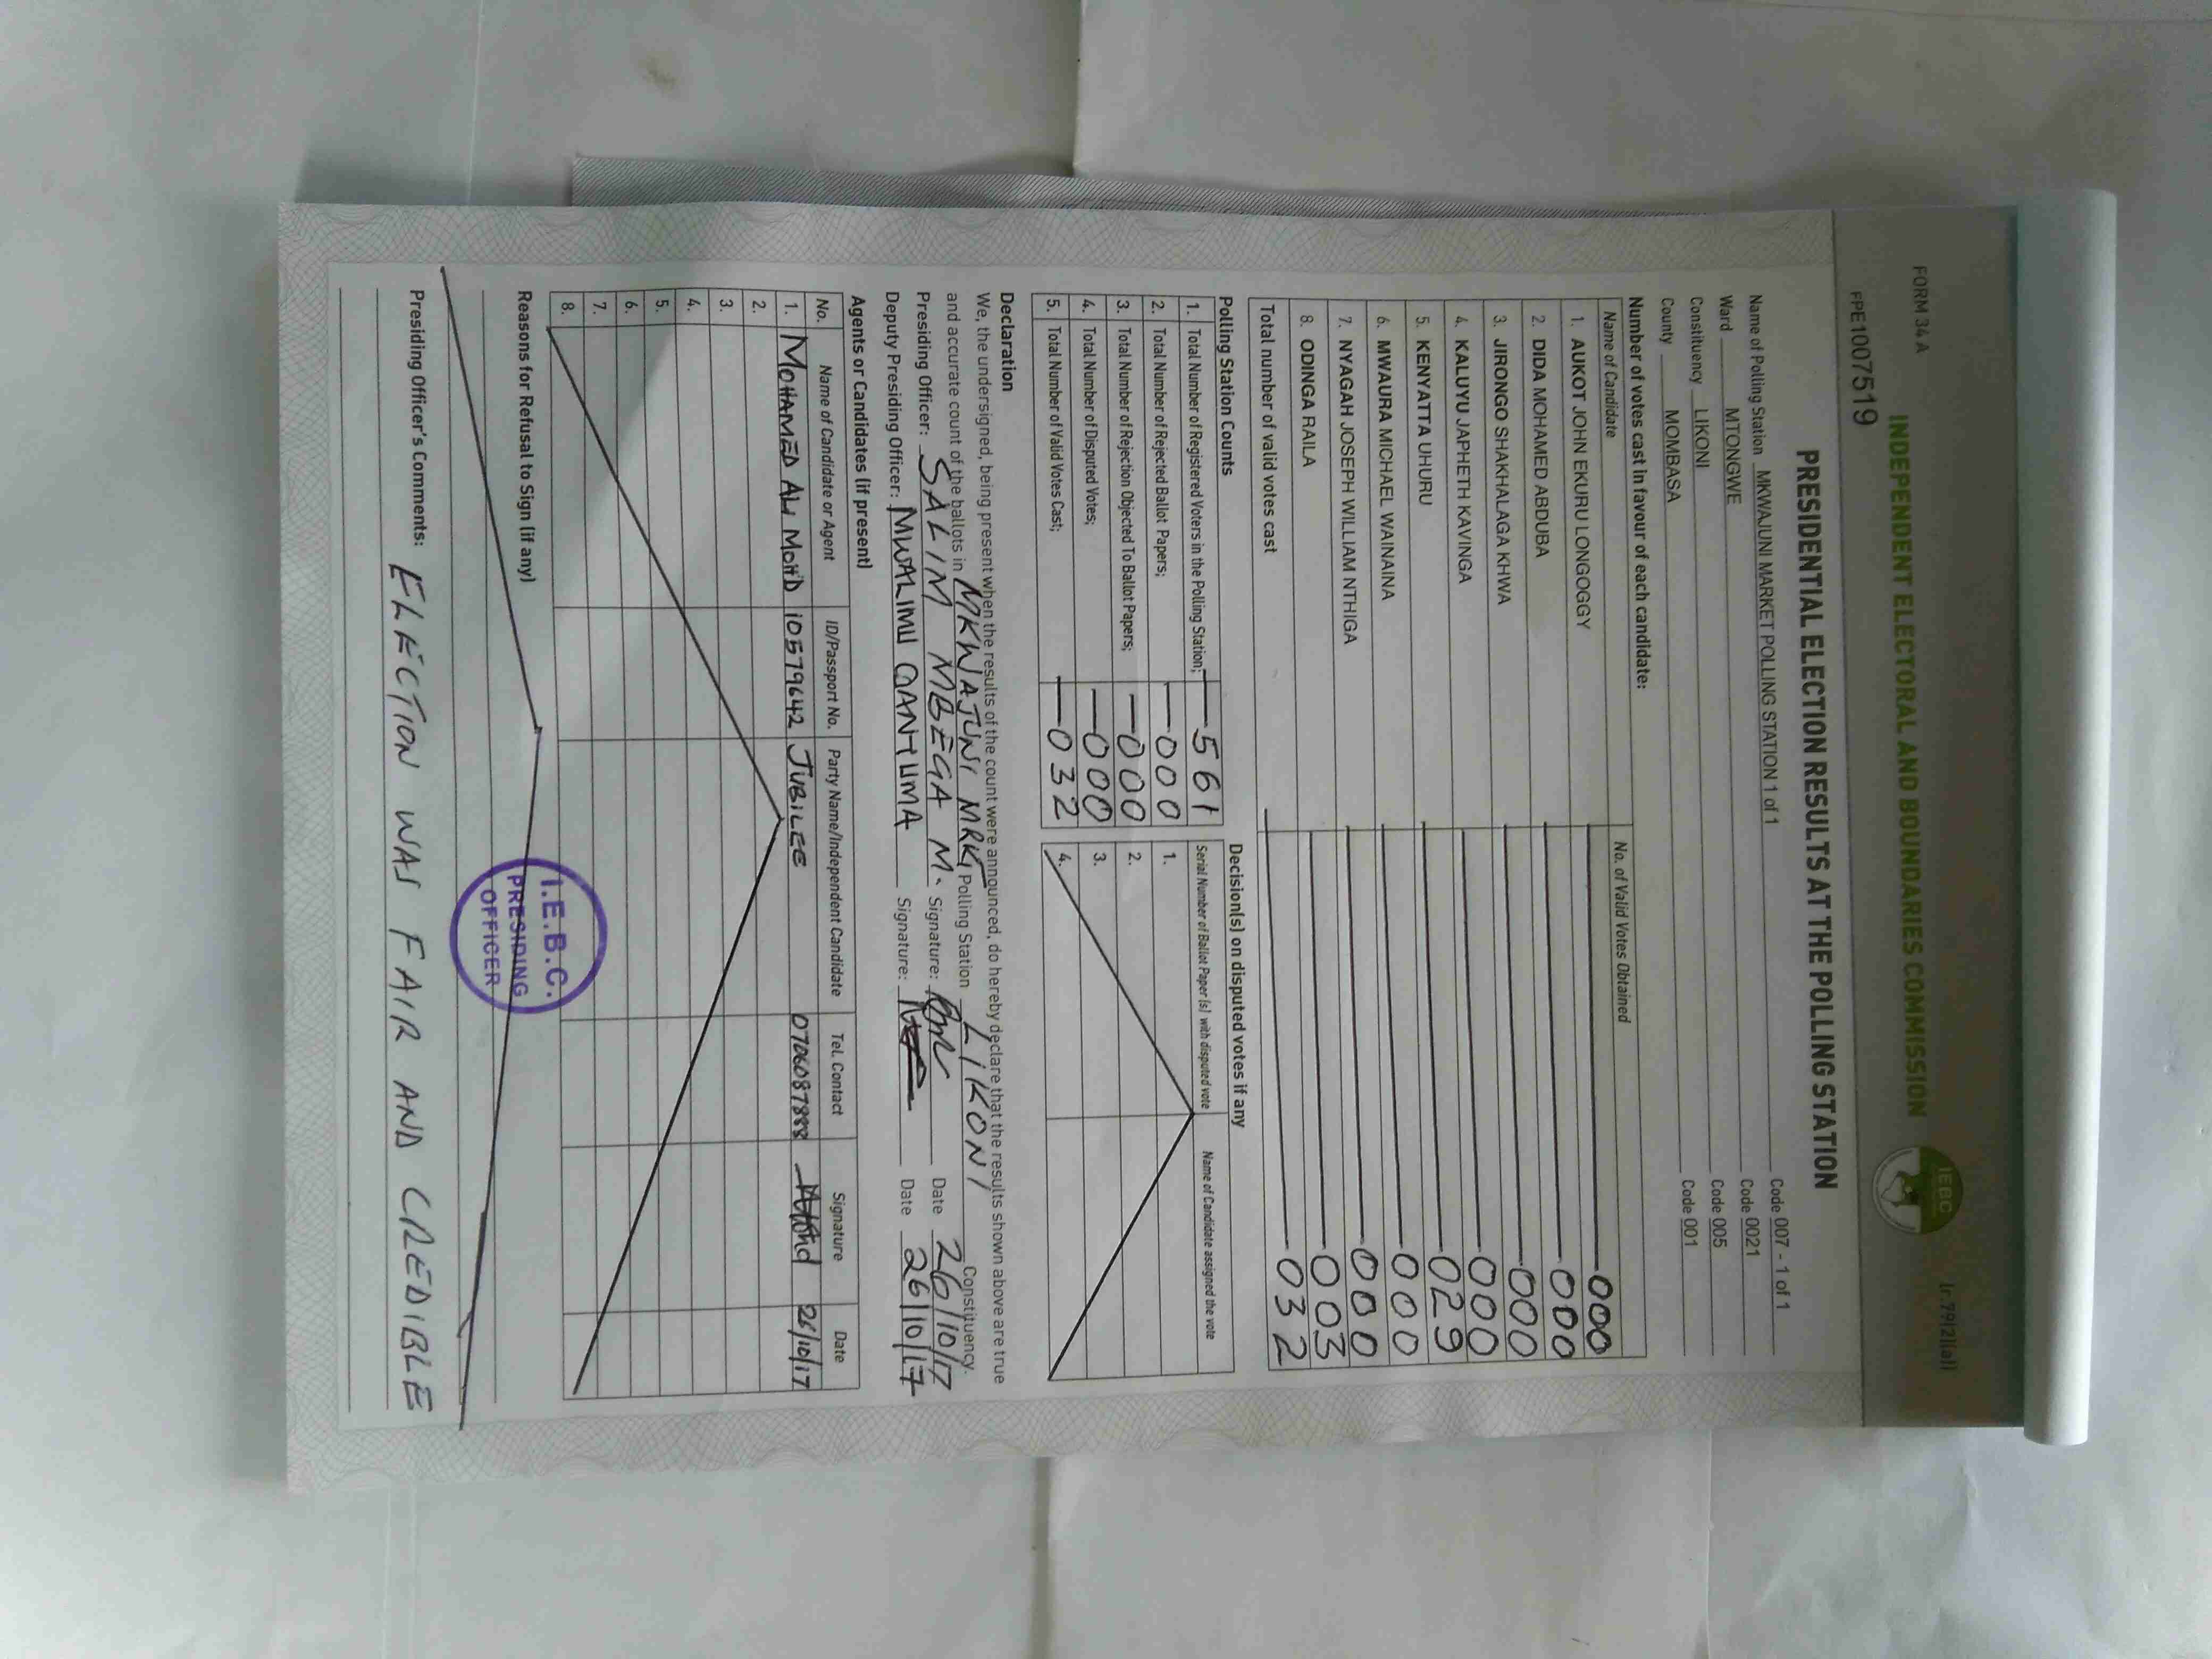 FORM 34 A
(r.79(2)(a))
INDEPENDENT ELECTORAL AND BOUNDARIES COMMISSION
IEBC
FPE1007519
PRESIDENTIAL ELECTION RESULTS AT THE POLLING STATION
Name of Polling Station MKWAJUNI MARKET POLLING STATION 1 of 1 Code 007 - 1 of 1
Ward MTONGWE Code 0021
Constituency LIKONI Code 005
County MOMBASA Code 001
Number of votes cast in favour of each candidate:
Name of Candidate No. of Valid Votes Obtained
1. AUKOT JOHN EKURU LONGOGGY 000
2. DIDA MOHAMED ABDUBA 000
3. JIRONGO SHAKHALAGA KHWA 000
4. KALUYU JAPHETH KAVINGA 000
5. KENYATTA UHURU 029
6. MWAURA MICHAEL WAINAINA 000
7. NYAGAH JOSEPH WILLIAM NTHIGA 000
8. ODINGA RAILA 003
Total number of valid votes cast 032
Polling Station Counts
1. Total Number of Registered Voters in the Polling Station; 561
2. Total Number of Rejected Ballot Papers; 000
3. Total Number of Rejection Objected To Ballot Papers; 000
4. Total Number of Disputed Votes; 000
5. Total Number of Valid Votes Cast; 032
Decision(s) on disputed votes if any
Serial Number of Ballot Paper (s) with disputed vote Name of Candidate assigned the vote
1.
2.
3.
4.
Declaration
We, the undersigned, being present when the results of the count were announced, do hereby declare that the results shown above are true
and accurate count of the ballots in MKWAJUNI MRKT Polling Station LIKONI Constituency.
Presiding Officer: SALIM MBEGA M. Signature: Date 26/10/17
Deputy Presiding Officer: MWALIMU Signature: Date 26/10/17
Agents or Candidates (if present)
No. Name of Candidate or Agent ID/Passport No. Party Name/Independent Candidate Tel. Contact Signature Date
1. MOHAMED ALI MOH'D 10579642 JUBILEE 0706087888 26/10/17
2.
3.
4.
5.
6.
7.
8.
Reasons for Refusal to Sign (if any)
I.E.B.C.
PRESIDING
OFFICER
Presiding Officer's Comments: ELECTION WAS FAIR AND CREDIBLE